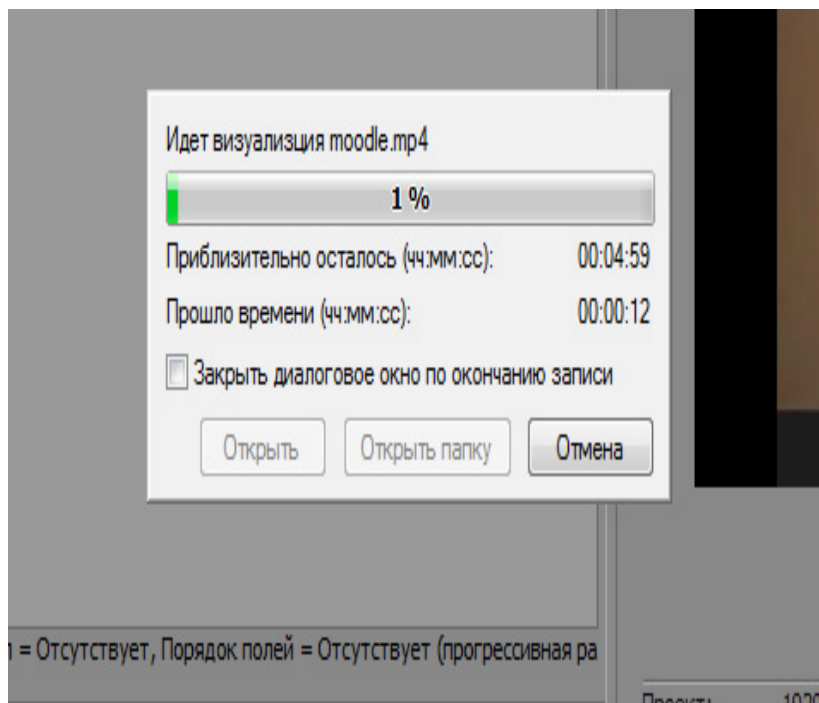 Идет визуализция moodle.mp4
1 %
Приблизительно осталось (чч:мм:сс): 00:04:59
Прошло времени (чч:мм:сс): 00:00:12
Закрыть диалоговое окно по окончанию записи
Открыть Открыть папку Отмена
= Отсутствует, Порядок полей = Отсутствует (прогрессивная ра